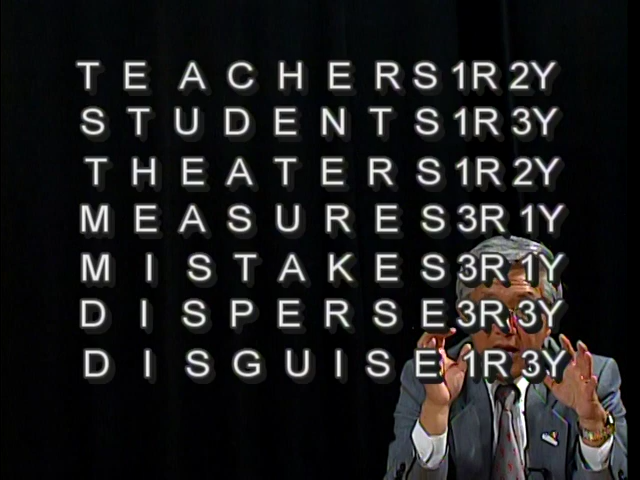 TEACHERS 1R 2Y
STUDENTS 1R 3Y
THEATERS 1R 2Y
MEASURES 3R 1Y
MISTAKES 3R 1Y
DISPERSE 3R 3Y
DISGUISE 1R 3Y